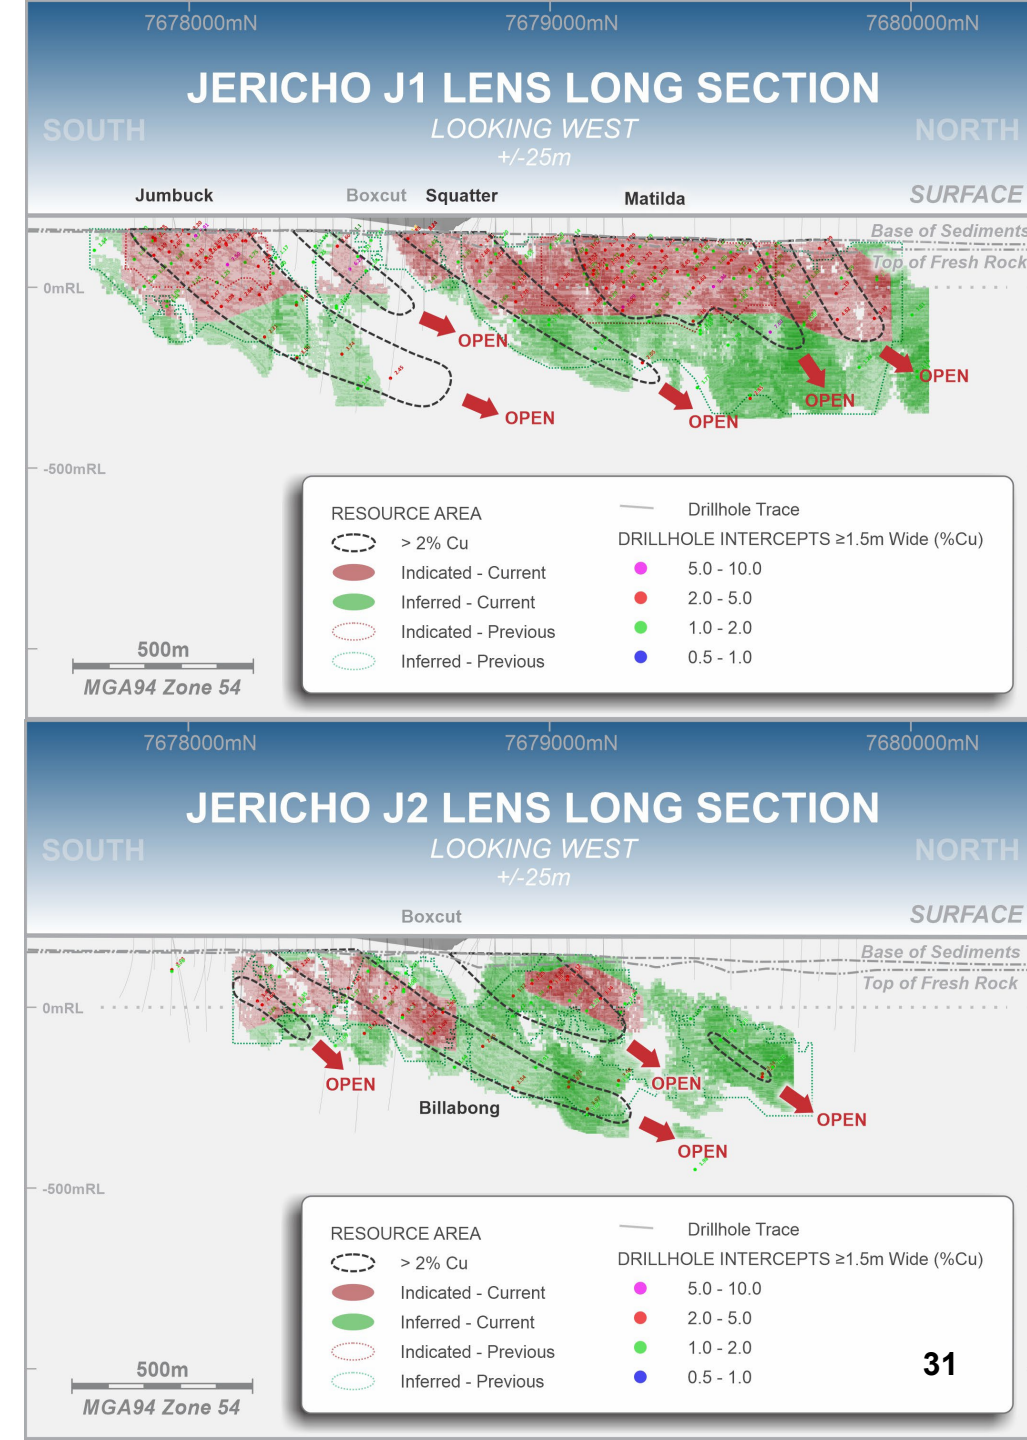 7678000mN 7679000mN 7680000mN
JERICHO J1 LENS LONG SECTION
SOUTH LOOKING WEST NORTH
+/-25m
Jumbuck Boxcut Squatter Matilda SURFACE
Base of Sediments
Top of Fresh Rock
0mRL
OPEN
OPEN
OPEN
OPEN
OPEN
-500mRL
RESOURCE AREA
> 2% Cu
Indicated - Current
Inferred - Current
Indicated - Previous
Inferred - Previous
Drillhole Trace
DRILLHOLE INTERCEPTS ≥1.5m Wide (%Cu)
5.0 - 10.0
2.0 - 5.0
1.0 - 2.0
0.5 - 1.0
500m
MGA94 Zone 54
7678000mN 7679000mN 7680000mN
JERICHO J2 LENS LONG SECTION
SOUTH LOOKING WEST NORTH
+/-25m
Boxcut SURFACE
Base of Sediments
Top of Fresh Rock
0mRL
OPEN
OPEN
Billabong
OPEN
OPEN
-500mRL
RESOURCE AREA
> 2% Cu
Indicated - Current
Inferred - Current
Indicated - Previous
Inferred - Previous
Drillhole Trace
DRILLHOLE INTERCEPTS ≥1.5m Wide (%Cu)
5.0 - 10.0
2.0 - 5.0
1.0 - 2.0
0.5 - 1.0
500m
MGA94 Zone 54
31